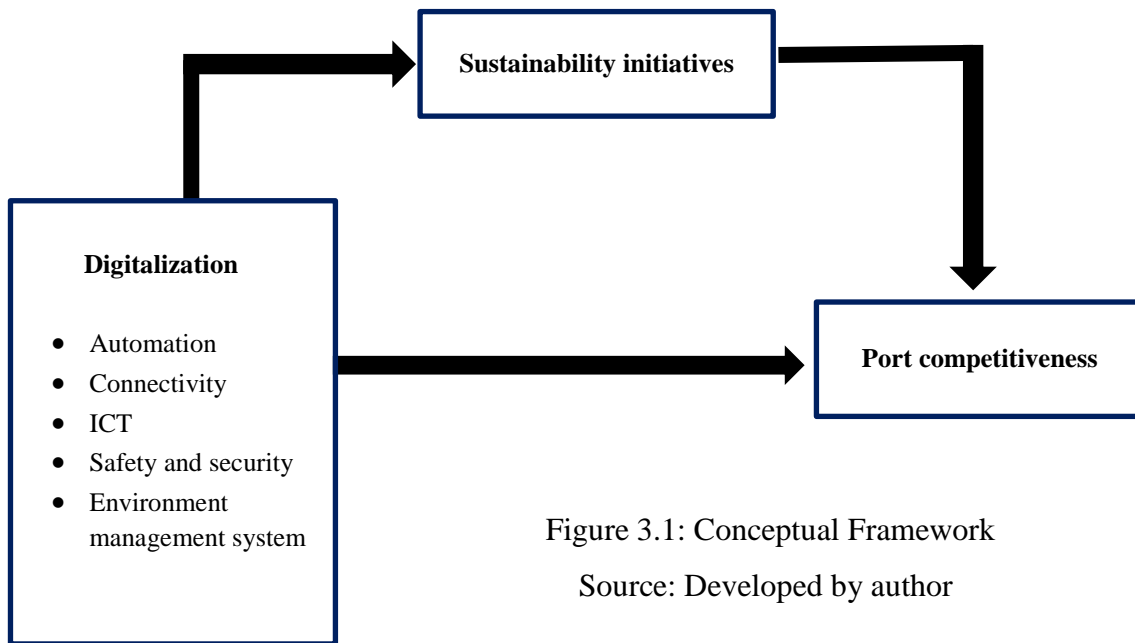 Sustainability initiatives
Digitalization
• Automation
• Connectivity
• ICT
• Safety and security
• Environment
management system
Port competitiveness
Figure 3.1: Conceptual Framework
Source: Developed by author